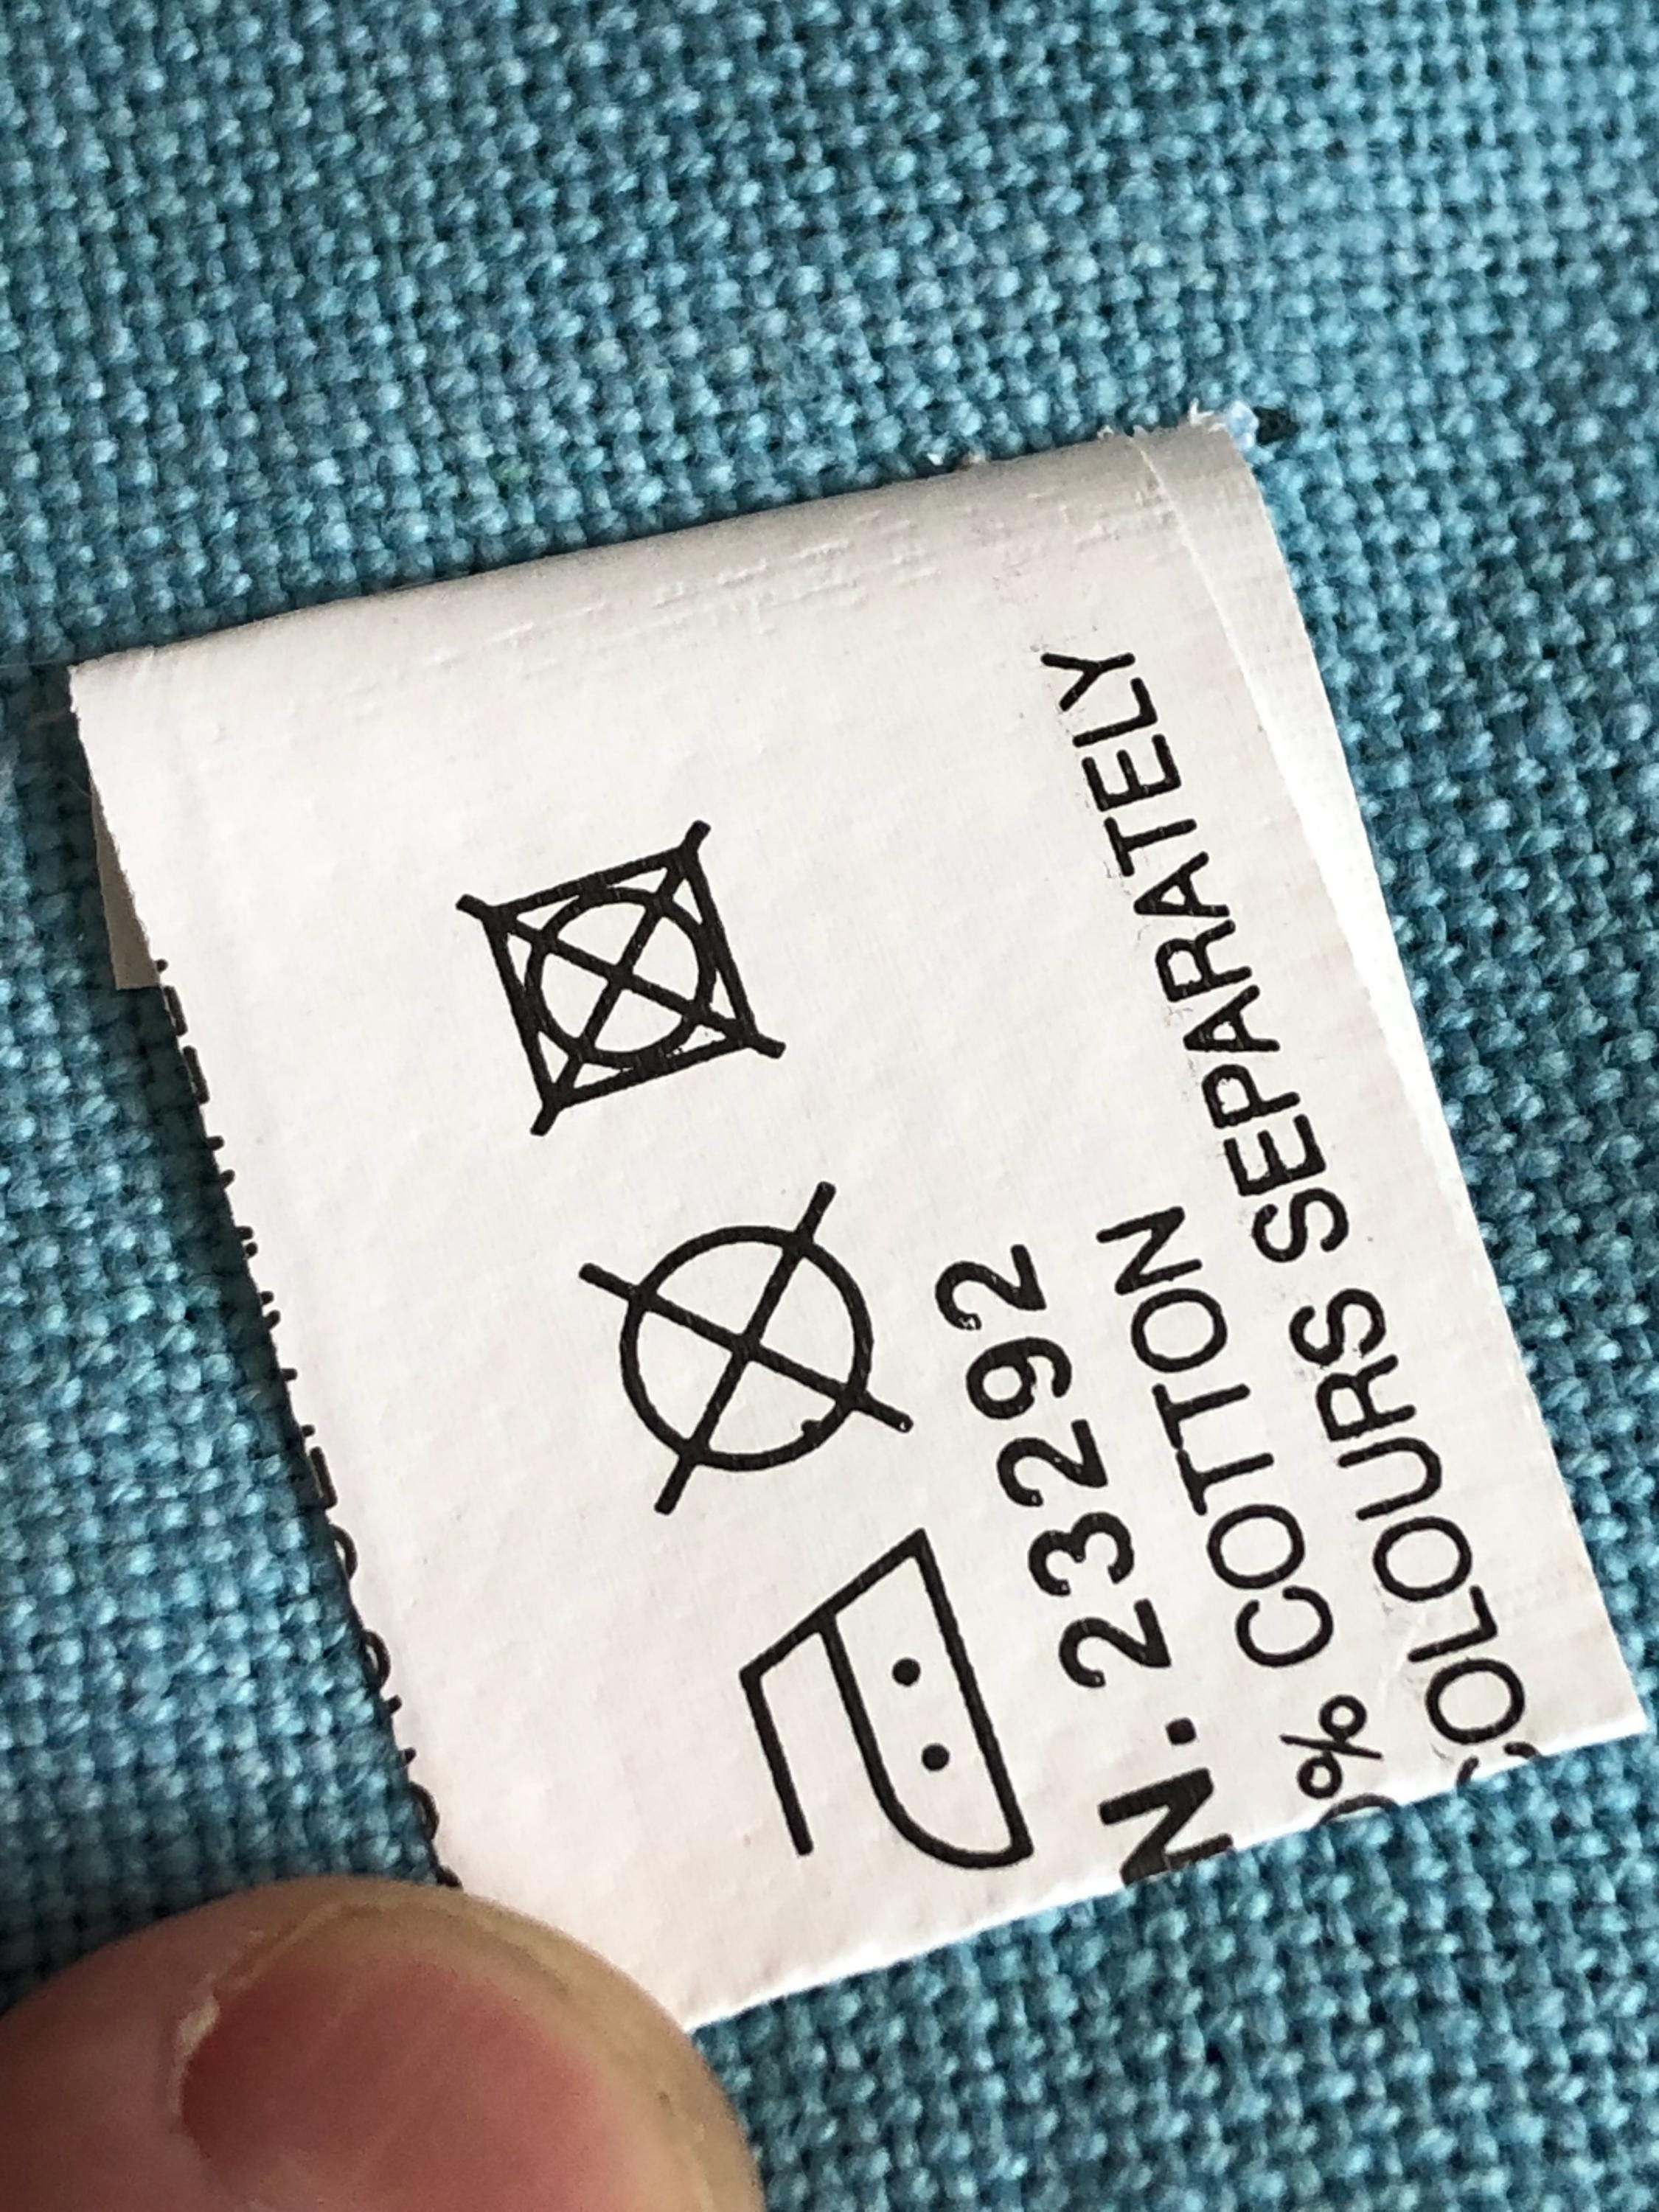 N. 23292
% COTTON
COLOURS SEPARATELY